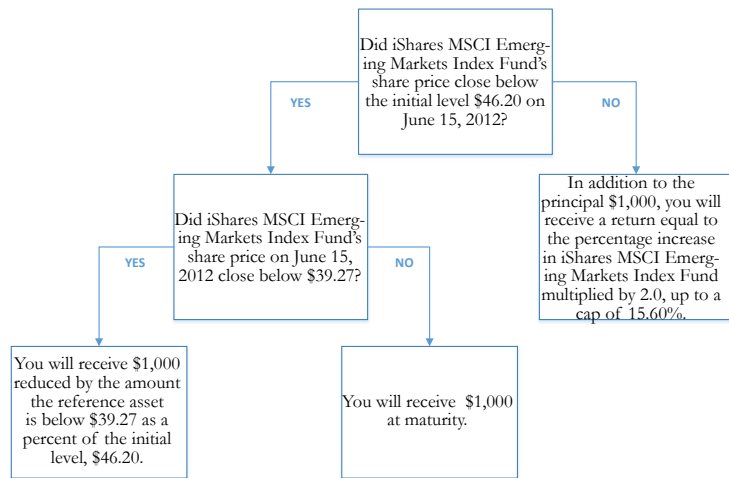 Did iShares MSCI Emerg-
ing Markets Index Fund's
share price close below
the initial level $46.20 on
June 15, 2012?
YES
NO
Did iShares MSCI Emerg-
ing Markets Index Fund's
share price on June 15,
2012 close below $39.27?
In addition to the
principal $1,000, you will
receive a return equal to
the percentage increase
in iShares MSCI Emerg-
ing Markets Index Fund
multiplied by 2.0, up to a
cap of 15.60%.
YES
NO
You will receive $1,000
reduced by the amount
the reference asset
is below $39.27 as a
percent of the initial
level, $46.20.
You will receive $1,000
at maturity.